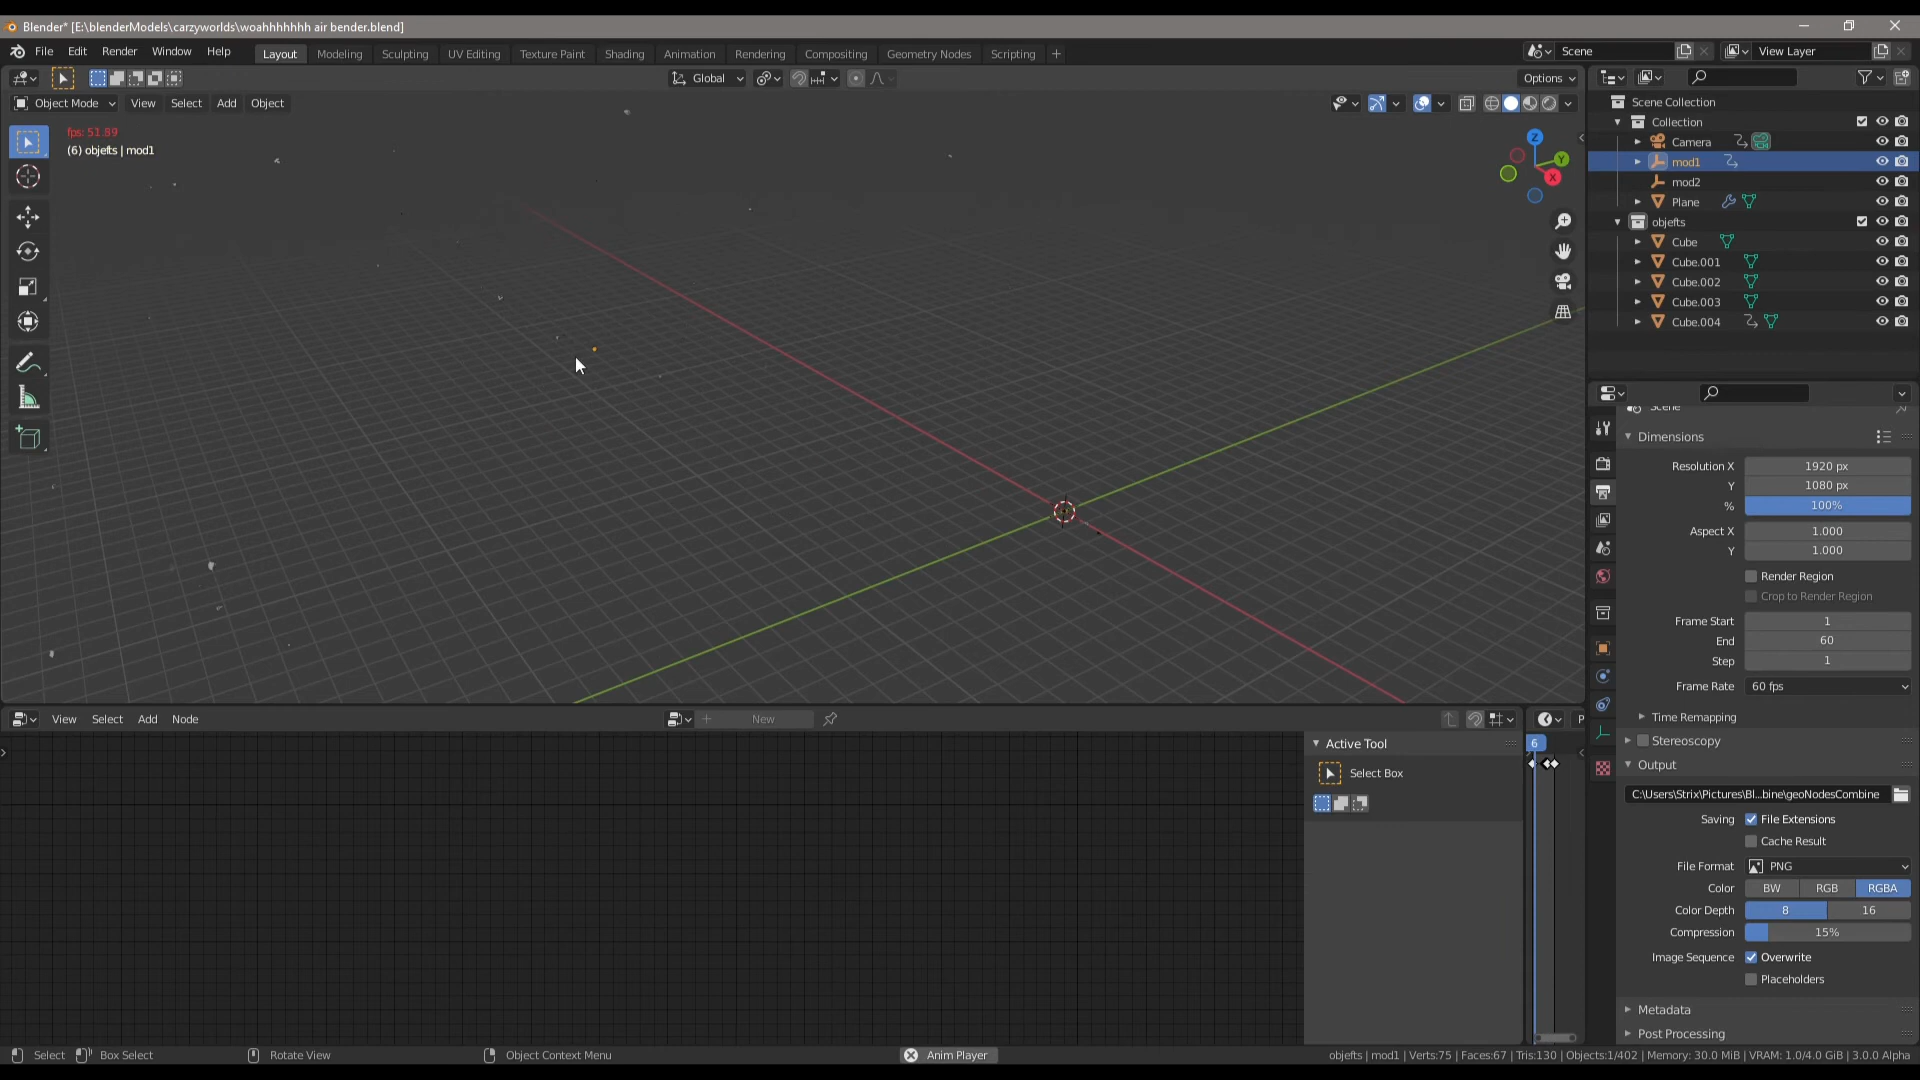 Blender* [E:\blenderModels\carzyworlds\woahhhhhhh air bender.blend]
File Edit Render Window Help Layout Modeling Sculpting UV Editing Texture Paint Shading Animation Rendering Compositing Geometry Nodes Scripting + Scene View Layer
Global Options
Object Mode View Select Add Object
fps: 51.89
(6) objefts | mod1
Z
Y
X
Scene Collection
Collection
Camera
mod1
mod2
Plane
objefts
Cube
Cube.001
Cube.002
Cube.003
Cube.004
Scene
Dimensions
Resolution X 1920 px
Y 1080 px
% 100%
Aspect X 1.000
Y 1.000
Render Region
Crop to Render Region
Frame Start 1
End 60
Step 1
Frame Rate 60 fps
Time Remapping
Stereoscopy
Output
C:\Users\Strix\Pictures\Bl...bine\geoNodesCombine
Saving File Extensions
Cache Result
File Format PNG
Color BW RGB RGBA
Color Depth 8 16
Compression 15%
Image Sequence Overwrite
Placeholders
Metadata
Post Processing
View Select Add Node New P
Active Tool
Select Box
6
Select Box Select Rotate View Object Context Menu Anim Player objefts | mod1 | Verts:75 | Faces:67 | Tris:130 | Objects:1/402 | Memory: 30.0 MiB | VRAM: 1.0/4.0 GiB | 3.0.0 Alpha